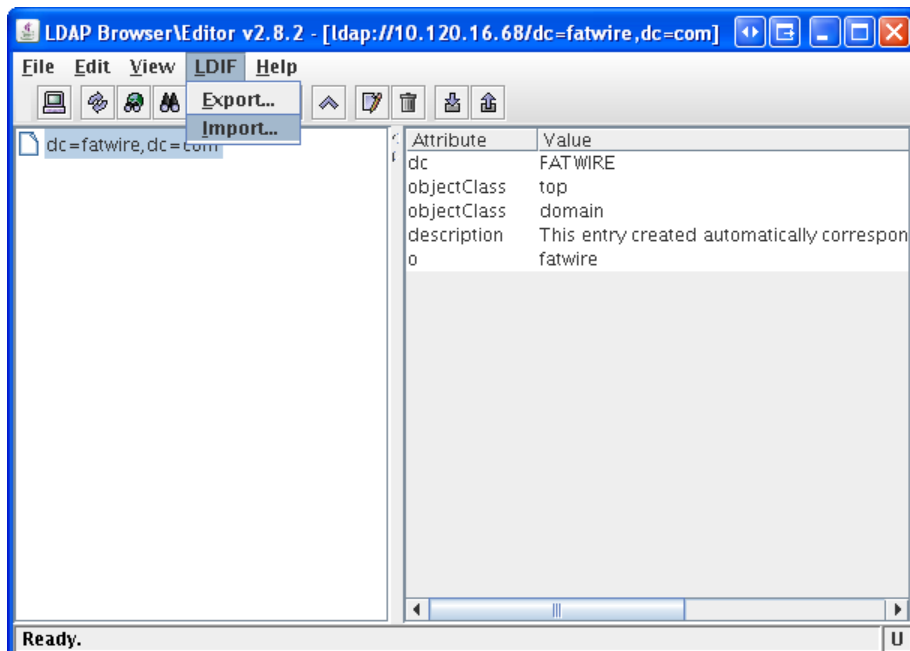 LDAP Browser\Editor v2.8.2 - [ldap://10.120.16.68/dc=fatwire,dc=com]
File Edit View LDIF Help
Export...
Import...
dc=fatwire,dc=com
Attribute Value
dc FATWIRE
objectClass top
objectClass domain
description This entry created automatically correspon
o fatwire
Ready. U